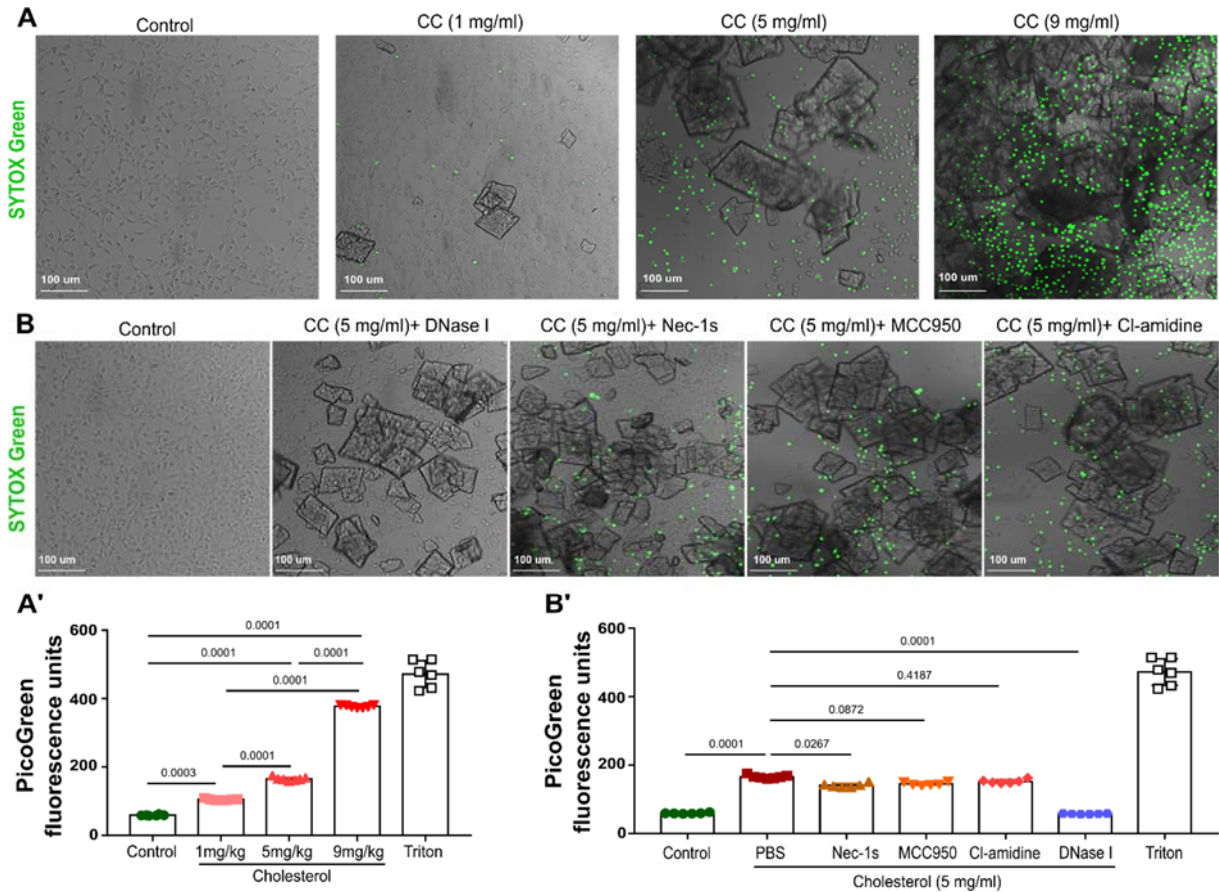 A
Control
CC (1 mg/ml)
CC (5 mg/ml)
CC (9 mg/ml)
SYTOX Green
100 um
100 um
100 um
100 um
B
Control
CC (5 mg/ml)+ DNase I
CC (5 mg/ml)+ Nec-1s
CC (5 mg/ml)+ MCC950
CC (5 mg/ml)+ Cl-amidine
SYTOX Green
100 um
100 um
100 um
100 um
100 um
A'
PicoGreen
fluorescence units
600
400
200
0
0.0001
0.0001
0.0001
0.0001
0.0003
0.0001
Control
1mg/kg
5mg/kg
9mg/kg
Triton
Cholesterol
B'
PicoGreen
fluorescence units
600
400
200
0
0.0001
0.4187
0.0872
0.0001
0.0267
Control
PBS
Nec-1s
MCC950
Cl-amidine
DNase I
Triton
Cholesterol (5 mg/ml)